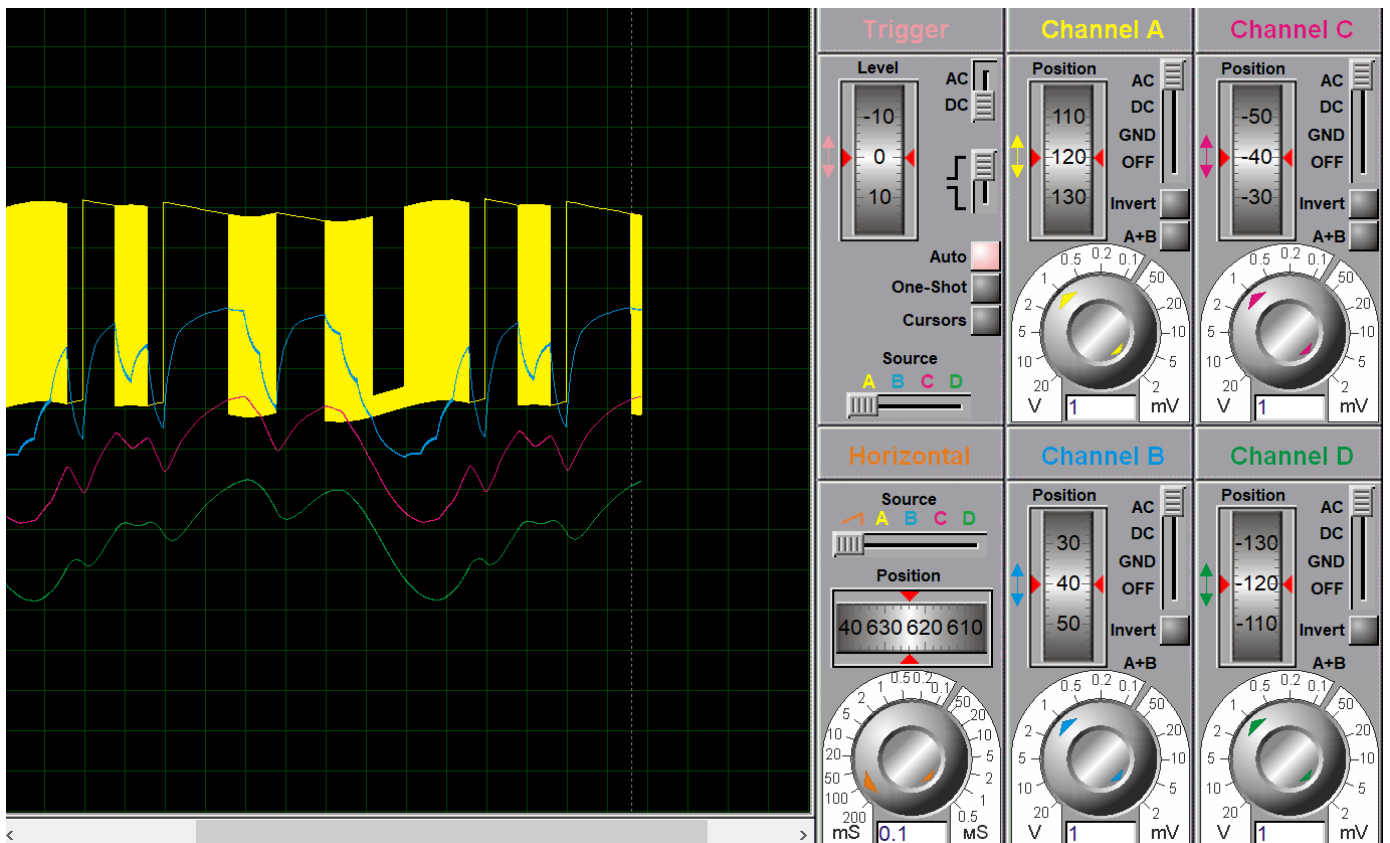 Trigger
Level
-10
0
10
AC
DC
Auto
One-Shot
Cursors
Source
A B C D
Channel A
Position
110
120
130
AC
DC
GND
OFF
Invert
A+B
20 10 5 2 1 0.5 0.2 0.1 50 20 10 5 2
V 1 mV
Channel C
Position
-50
-40
-30
AC
DC
GND
OFF
Invert
A+B
20 10 5 2 1 0.5 0.2 0.1 50 20 10 5 2
V 1 mV
Horizontal
Source
A B C D
Position
40 630 620 610
200 100 50 20 10 5 2 1 0.5 0.2 0.1 50 20 10 5 2 1 0.5
mS 0.1 мS
Channel B
Position
30
40
50
AC
DC
GND
OFF
Invert
A+B
20 10 5 2 1 0.5 0.2 0.1 50 20 10 5 2
V 1 mV
Channel D
Position
-130
-120
-110
AC
DC
GND
OFF
Invert
A+B
20 10 5 2 1 0.5 0.2 0.1 50 20 10 5 2
V 1 mV